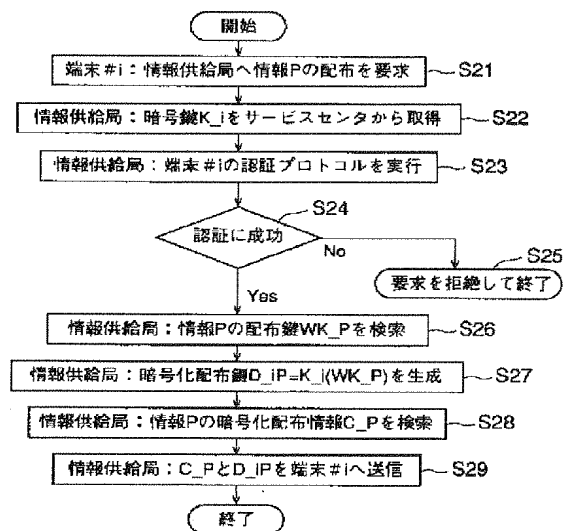 開始
端末#i：情報供給局へ情報Pの配布を要求
S21
情報供給局：暗号鍵K_iをサービスセンタから取得
S22
情報供給局：端末#iの認証プロトコルを実行
S23
S24
認証に成功
No
S25
要求を拒絶して終了
Yes
情報供給局：情報Pの配布鍵WK_Pを検索
S26
情報供給局：暗号化配布鍵D_iP=K_i(WK_P)を生成
S27
情報供給局：情報Pの暗号化配布情報C_Pを検索
S28
情報供給局：C_PとD_iPを端末#iへ送信
S29
終了